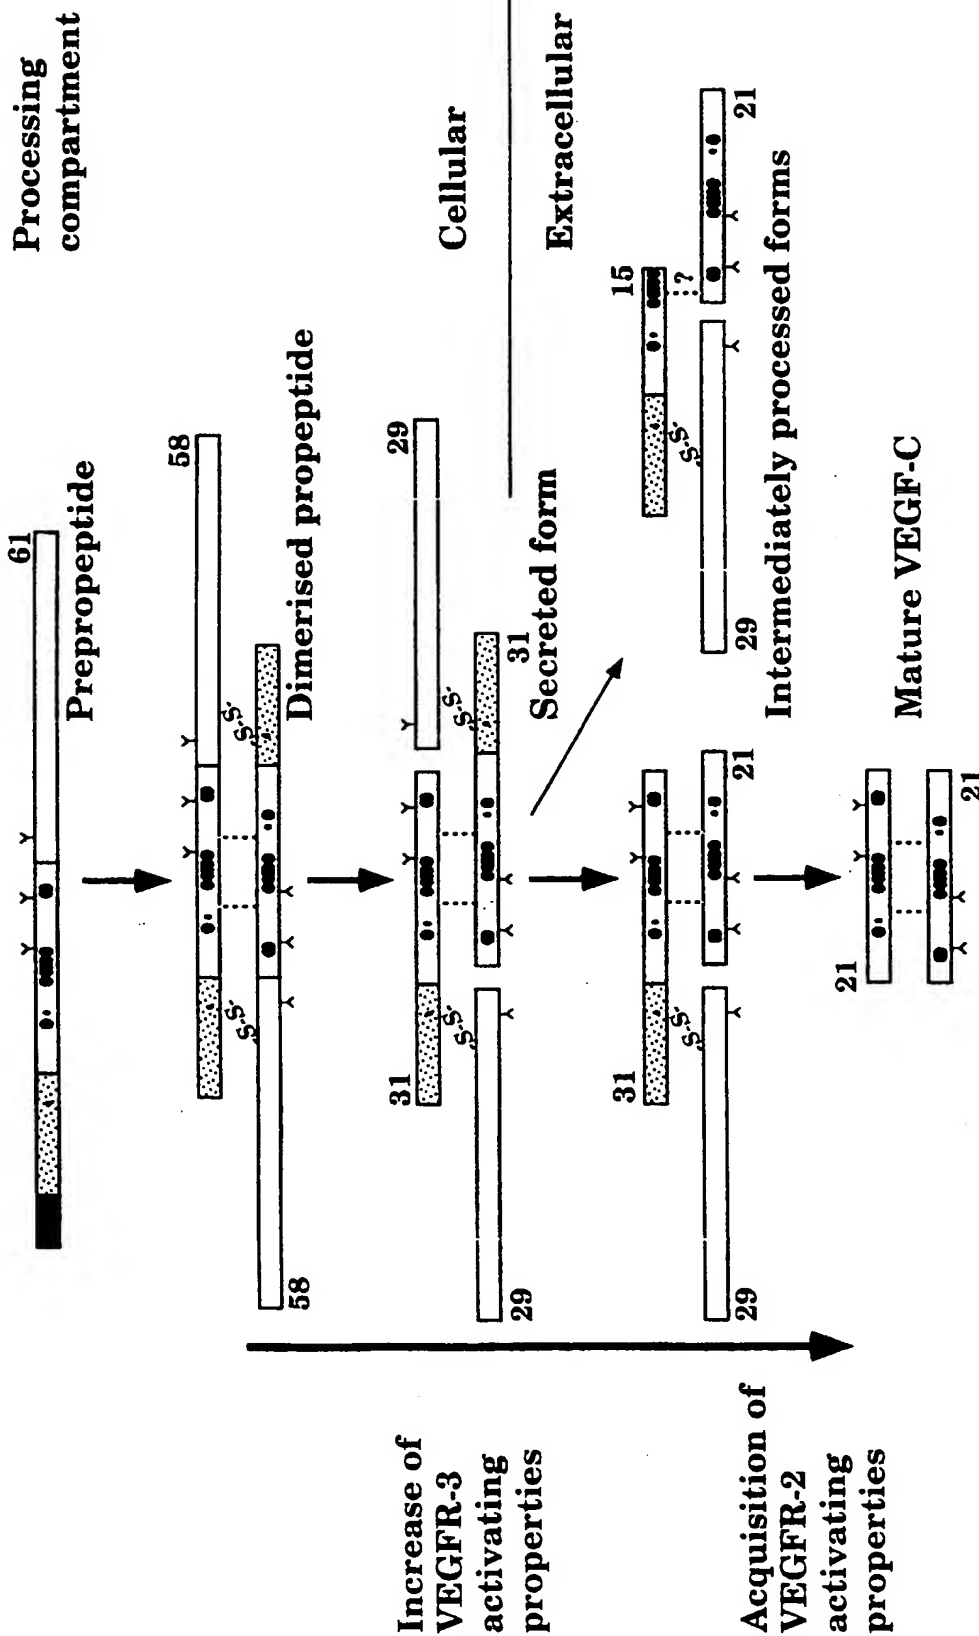 Processing
compartment
61
Prepropeptide
58
S-S
S-S
58
Dimerised propeptide
Cellular
Extracellular
29
31
S-S
S-S
29
31
Secreted form
Increase of
VEGFR-3
activating
properties
15
?
S-S
29
21
Intermediately processed forms
31
S-S
29
21
Acquisition of
VEGFR-2
activating
properties
21
21
Mature VEGF-C